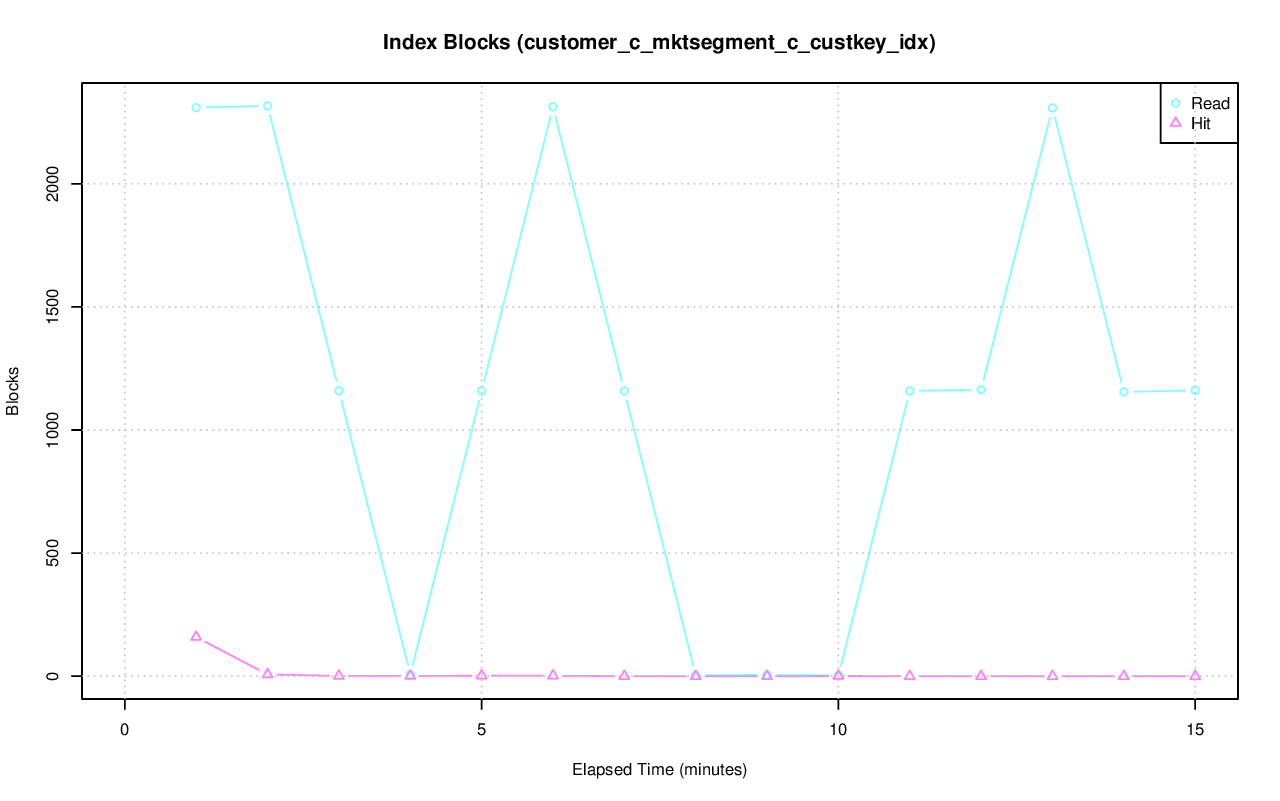 Index Blocks (customer_c_mktsegment_c_custkey_idx)
Read
Hit
Blocks
2000
1500
1000
500
0
0 5 10 15
Elapsed Time (minutes)